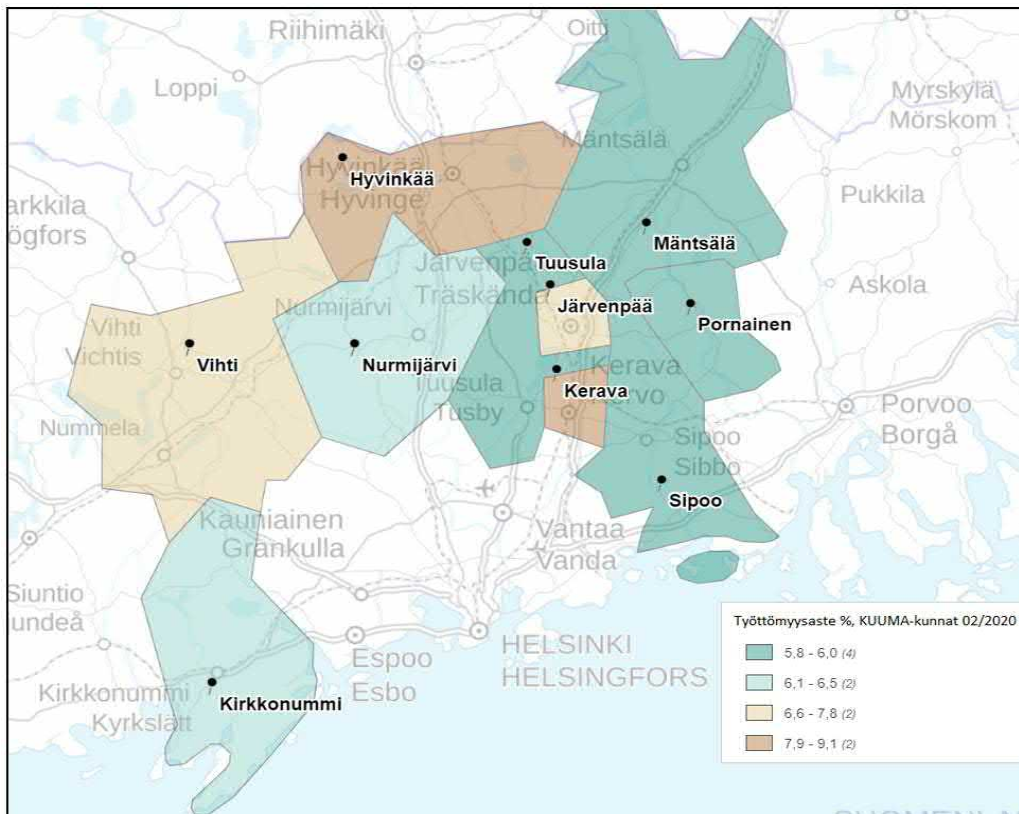 Riihimäki
Oitti
Loppi
Myrskylä
Mörskom
Mäntsälä
Hyvinkää
Hyvinkää
Hyvinge
Pukkila
arkkila
ögfors
Mäntsälä
Tuusula
Järvenpä
Träskända
Järvenpää
Askola
Nurmijärvi
Pornainen
Vihti
Vichtis
Vihti
Nurmijärvi
Kerava
Kervo
Kerava
Tuusula
Tusby
Porvoo
Borgå
Nummela
Sipoo
Sibbo
Sipoo
Kauniainen
Grankulla
Vantaa
Vanda
Siuntio
undeå
HELSINKI
HELSINGFORS
Espoo
Esbo
Kirkkonummi
Kyrkslätt
Kirkkonummi
Työttömyysaste %, KUUMA-kunnat 02/2020
5,8 - 6,0 (4)
6,1 - 6,5 (2)
6,6 - 7,8 (2)
7,9 - 9,1 (2)